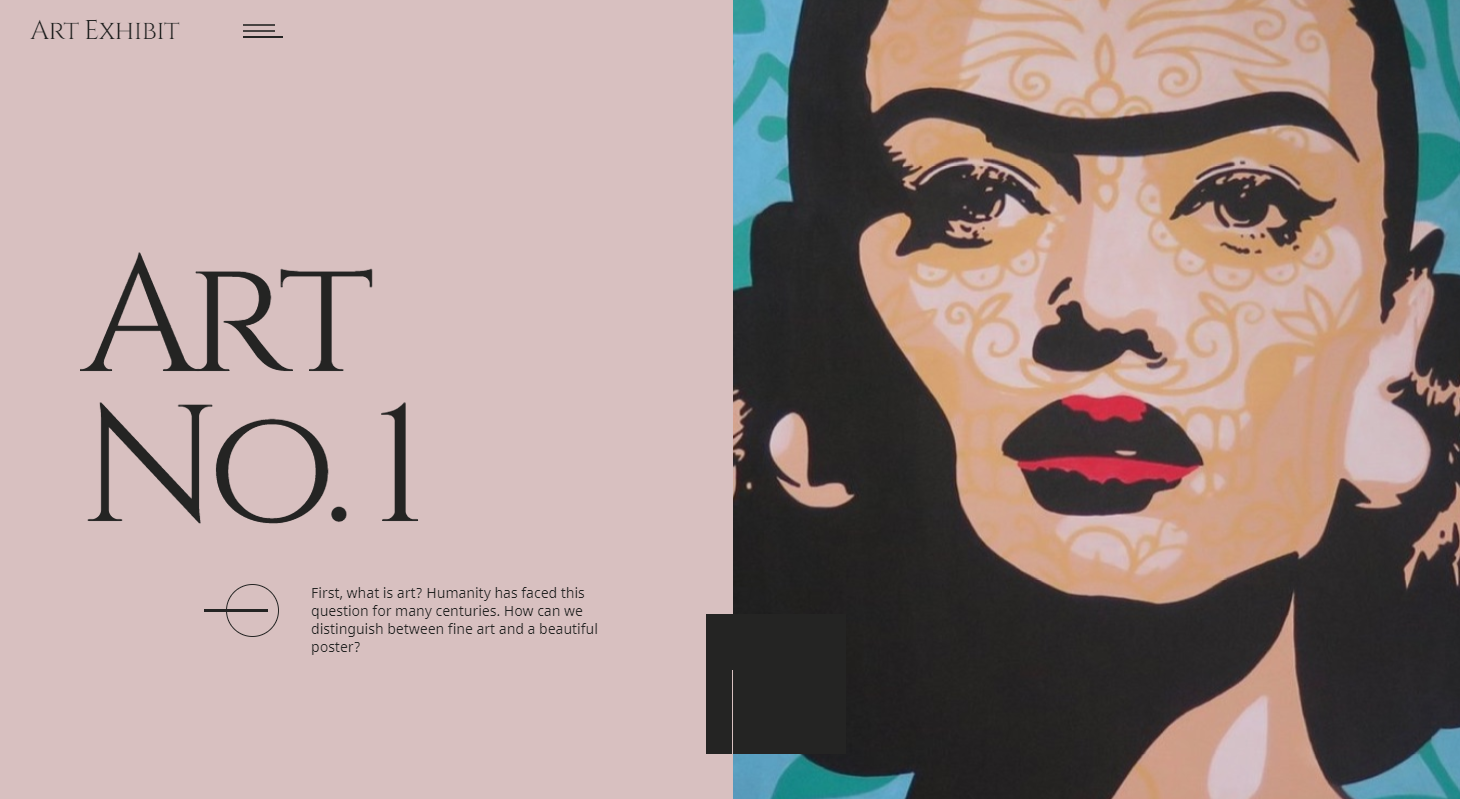 Art Exhibit
Art
No. 1
First, what is art? Humanity has faced this
question for many centuries. How can we
distinguish between fine art and a beautiful
poster?